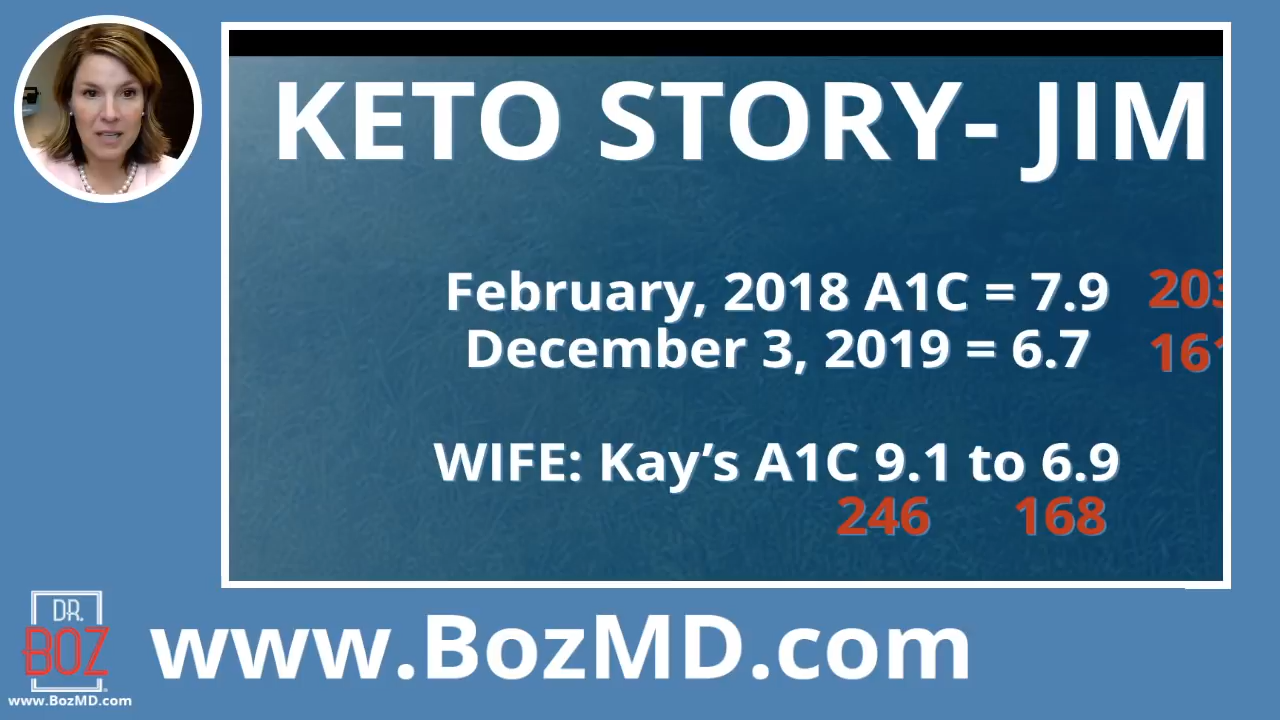 KETO STORY- JIM
February, 2018 A1C = 7.9
December 3, 2019 = 6.7
WIFE: Kay’s A1C 9.1 to 6.9
246 168
DR.
BOZ
www.BozMD.com
www.BozMD.com